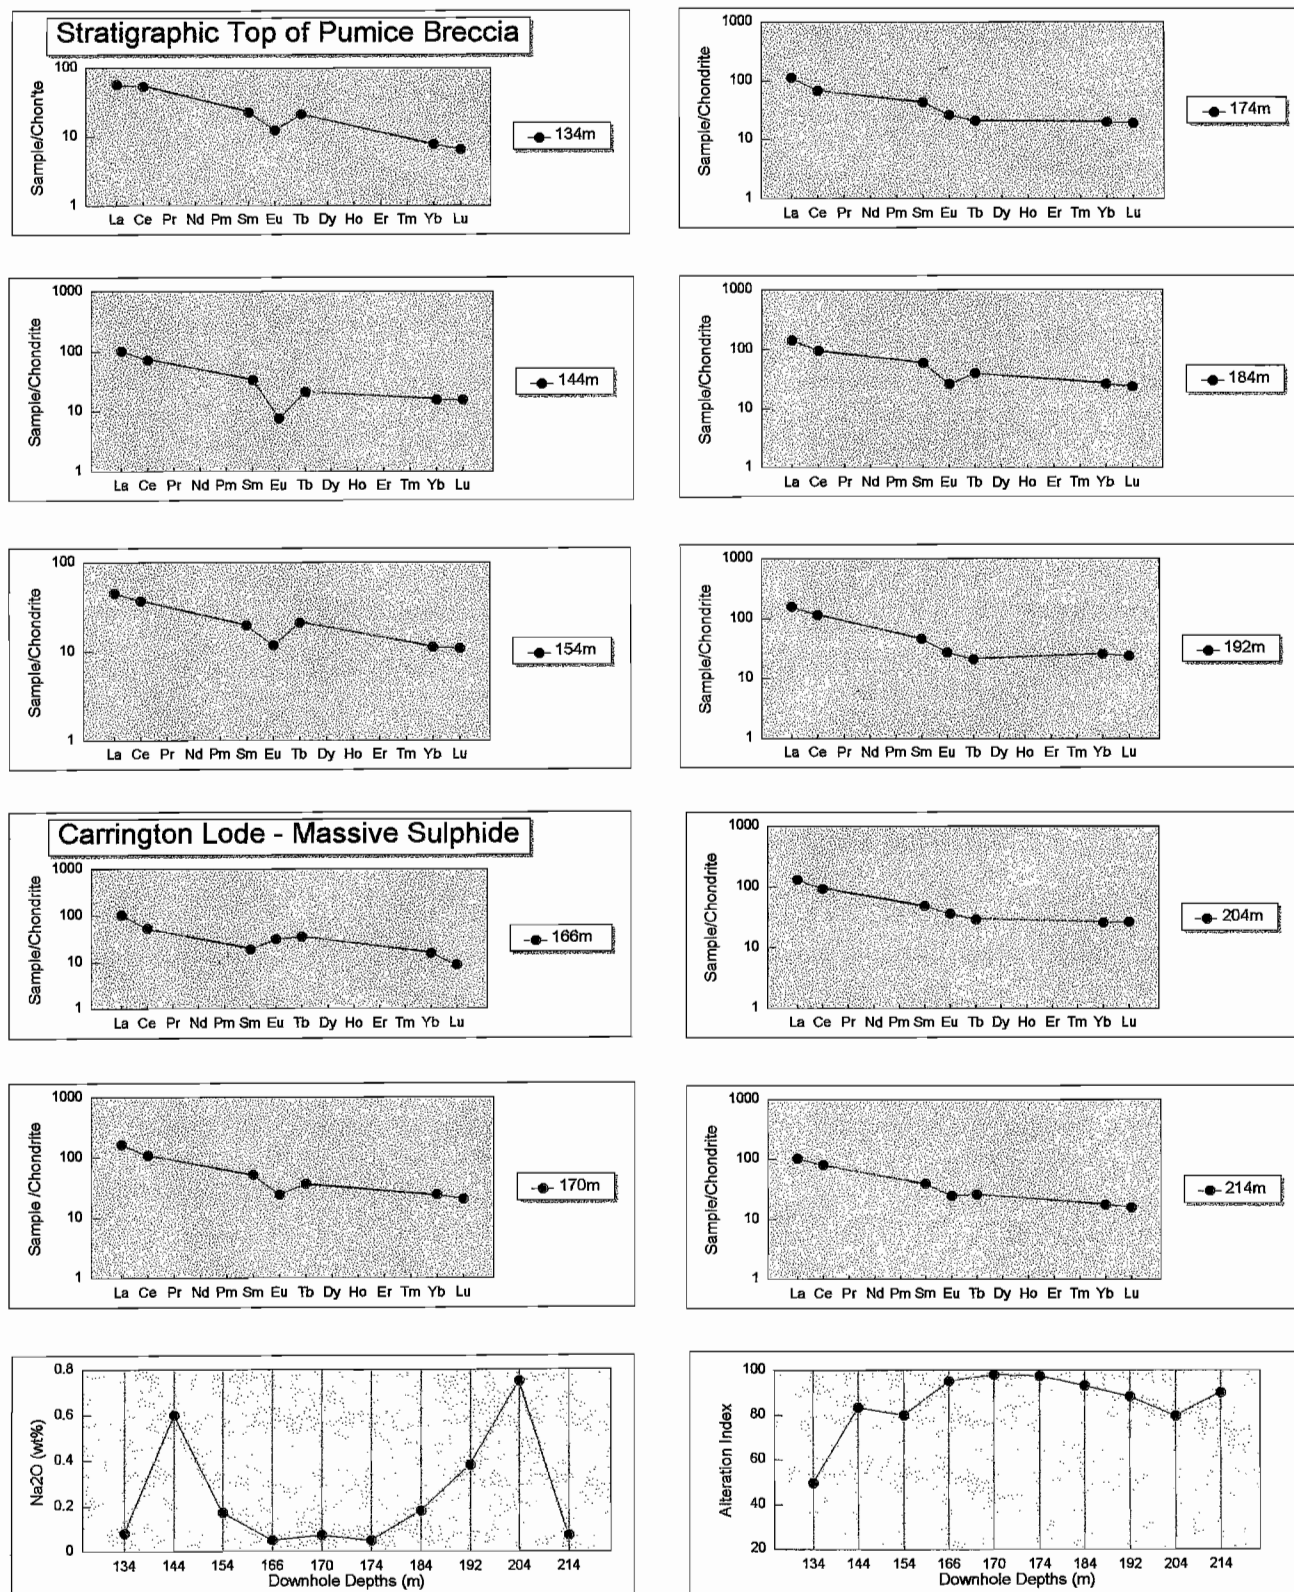 Stratigraphic Top of Pumice Breccia
100
10
1
Sample/Chon'te
La Ce Pr Nd Pm Sm Eu Tb Dy Ho Er Tm Yb Lu
134m
1000
100
10
1
Sample/Chondrite
La Ce Pr Nd Pm Sm Eu Tb Dy Ho Er Tm Yb Lu
174m
1000
100
10
1
Sample/Chondrite
La Ce Pr Nd Pm Sm Eu Tb Dy Ho Er Tm Yb Lu
144m
1000
100
10
1
Sample/Chondrite
La Ce Pr Nd Pm Sm Eu Tb Dy Ho Er Tm Yb Lu
184m
100
10
1
Sample/Chondrite
La Ce Pr Nd Pm Sm Eu Tb Dy Ho Er Tm Yb Lu
154m
1000
100
10
1
Sample/Chondrite
La Ce Pr Nd Pm Sm Eu Tb Dy Ho Er Tm Yb Lu
192m
Carrington Lode - Massive Sulphide
1000
100
10
1
Sample/Chondrite
La Ce Pr Nd Pm Sm Eu Tb Dy Ho Er Tm Yb Lu
166m
1000
100
10
1
Sample/Chondrite
La Ce Pr Nd Pm Sm Eu Tb Dy Ho Er Tm Yb Lu
204m
1000
100
10
1
Sample /Chondrite
La Ce Pr Nd Pm Sm Eu Tb Dy Ho Er Tm Yb Lu
170m
1000
100
10
1
Sample/Chondrite
La Ce Pr Nd Pm Sm Eu Tb Dy Ho Er Tm Yb Lu
214m
0.8
0.6
0.4
0.2
0
Na2O (wt%)
134 144 154 166 170 174 184 192 204 214
Downhole Depths (m)
100
80
60
40
20
Alteration Index
134 144 154 166 170 174 184 192 204 214
Downhole Depths (m)